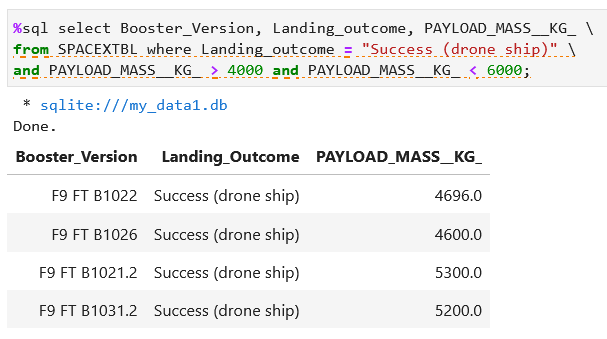 %sql select Booster_Version, Landing_outcome, PAYLOAD_MASS__KG_ \
from SPACEXTBL where Landing_outcome = "Success (drone ship)" \
and PAYLOAD_MASS__KG_ > 4000 and PAYLOAD_MASS__KG_ < 6000;
* sqlite:///my_data1.db
Done.
Booster_Version Landing_Outcome PAYLOAD_MASS__KG_
F9 FT B1022 Success (drone ship) 4696.0
F9 FT B1026 Success (drone ship) 4600.0
F9 FT B1021.2 Success (drone ship) 5300.0
F9 FT B1031.2 Success (drone ship) 5200.0